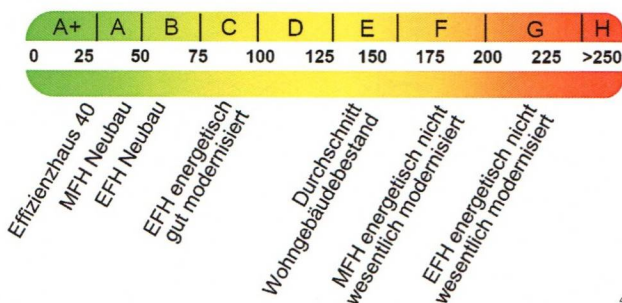 A+ A B C D E F G H
0 25 50 75 100 125 150 175 200 225 >250
Effizienzhaus 40
MFH Neubau
EFH Neubau
EFH energetisch
gut modernisiert
Durchschnitt
Wohngebäudebestand
MFH energetisch nicht
wesentlich modernisiert
EFH energetisch nicht
wesentlich modernisiert